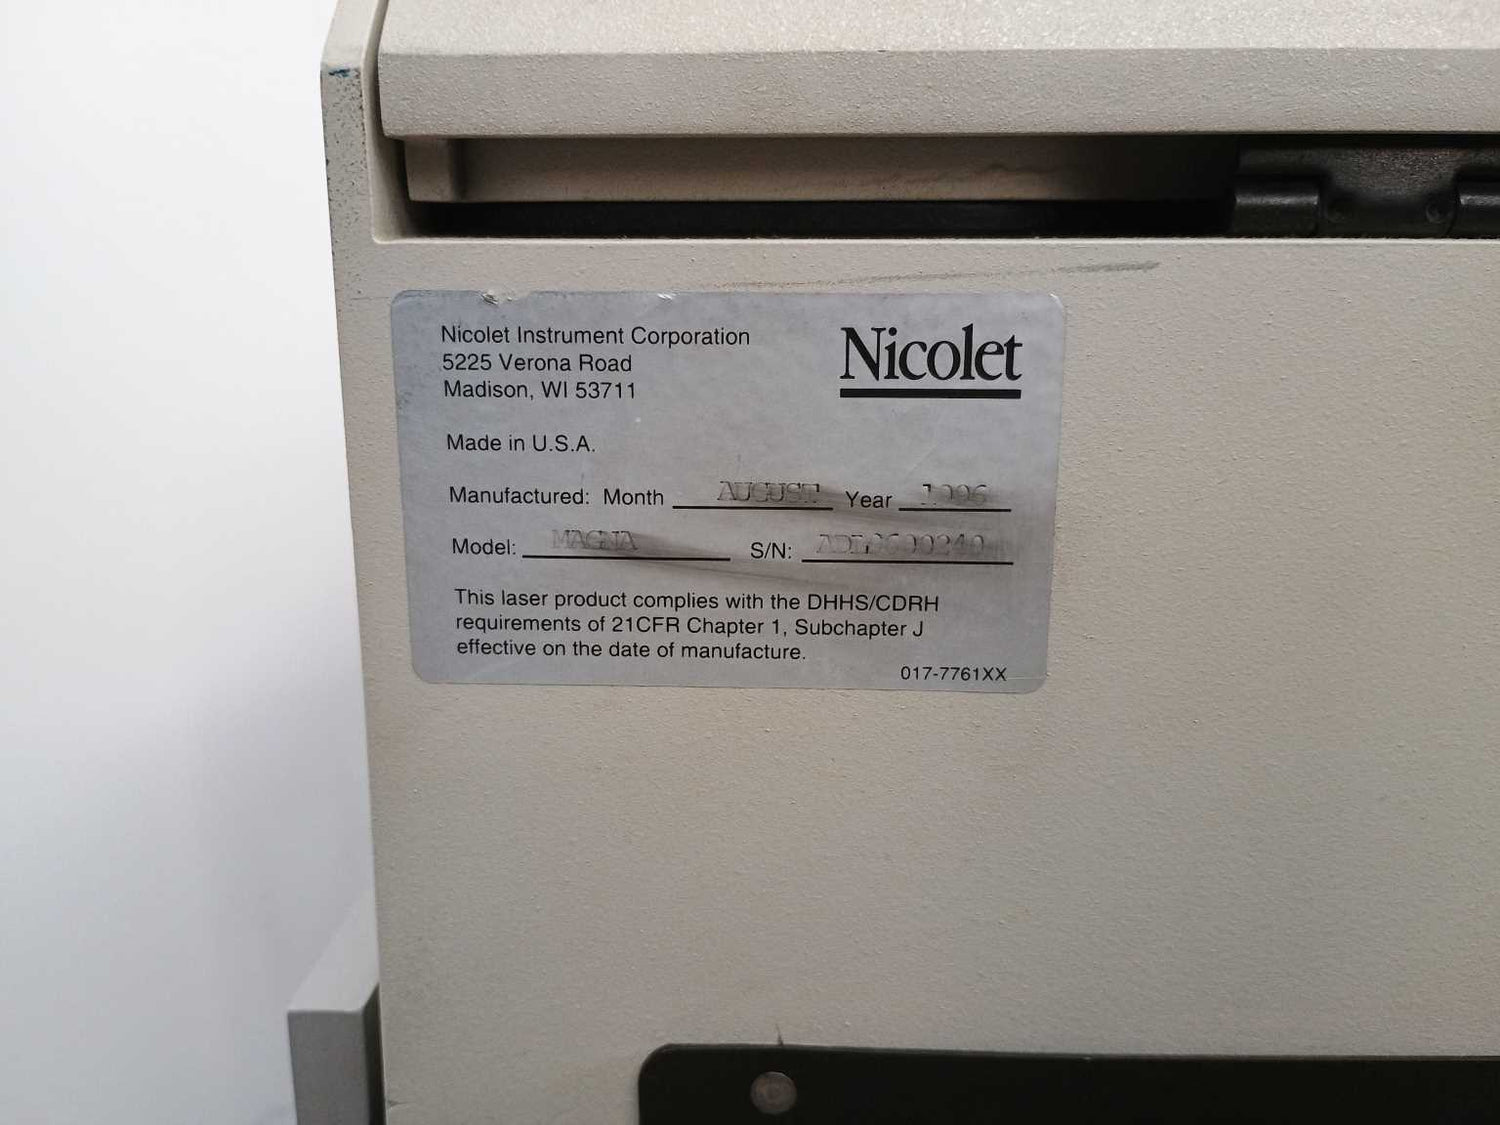 Nicolet Instrument Corporation
5225 Verona Road
Madison, WI 53711
Nicolet
Made in U.S.A.
Manufactured: Month AUGUST Year 1996
Model: MAGNA S/N:
This laser product complies with the DHHS/CDRH
requirements of 21CFR Chapter 1, Subchapter J
effective on the date of manufacture.
017-7761XX